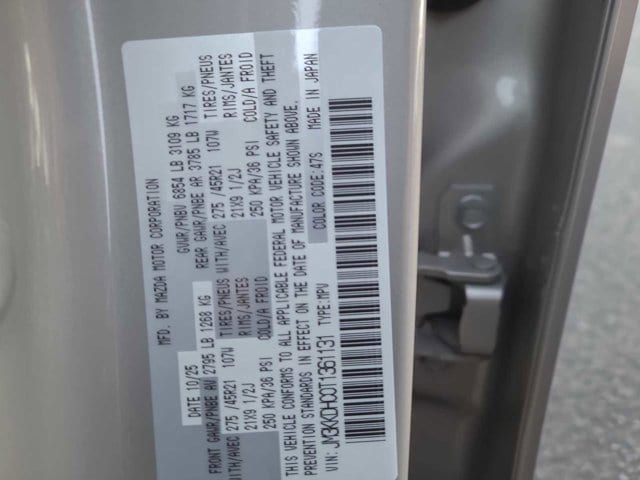 MFD. BY MAZDA MOTOR CORPORATION
DATE 10/25 GVWR/PNBV 6854 LB 3109 KG
FRONT GAWR/PNBE AV 2795 LB 1268 KG REAR GAWR/PNBE AR 3785 LB 1717 KG
WITH/AVEC 275 /45R21 107W TIRES/PNEUS WITH/AVEC 275 /45R21 107W TIRES/PNEUS
21X9 1/2J RIMS/JANTES 21X9 1/2J RIMS/JANTES
250 KPA/36 PSI COLD/A FROID 250 KPA/36 PSI COLD/A FROID
THIS VEHICLE CONFORMS TO ALL APPLICABLE FEDERAL MOTOR VEHICLE SAFETY AND THEFT
PREVENTION STANDARDS IN EFFECT ON THE DATE OF MANUFACTURE SHOWN ABOVE.
VIN: JM3KKDHC0T1361131 TYPE:MPV COLOR CODE:47S MADE IN JAPAN